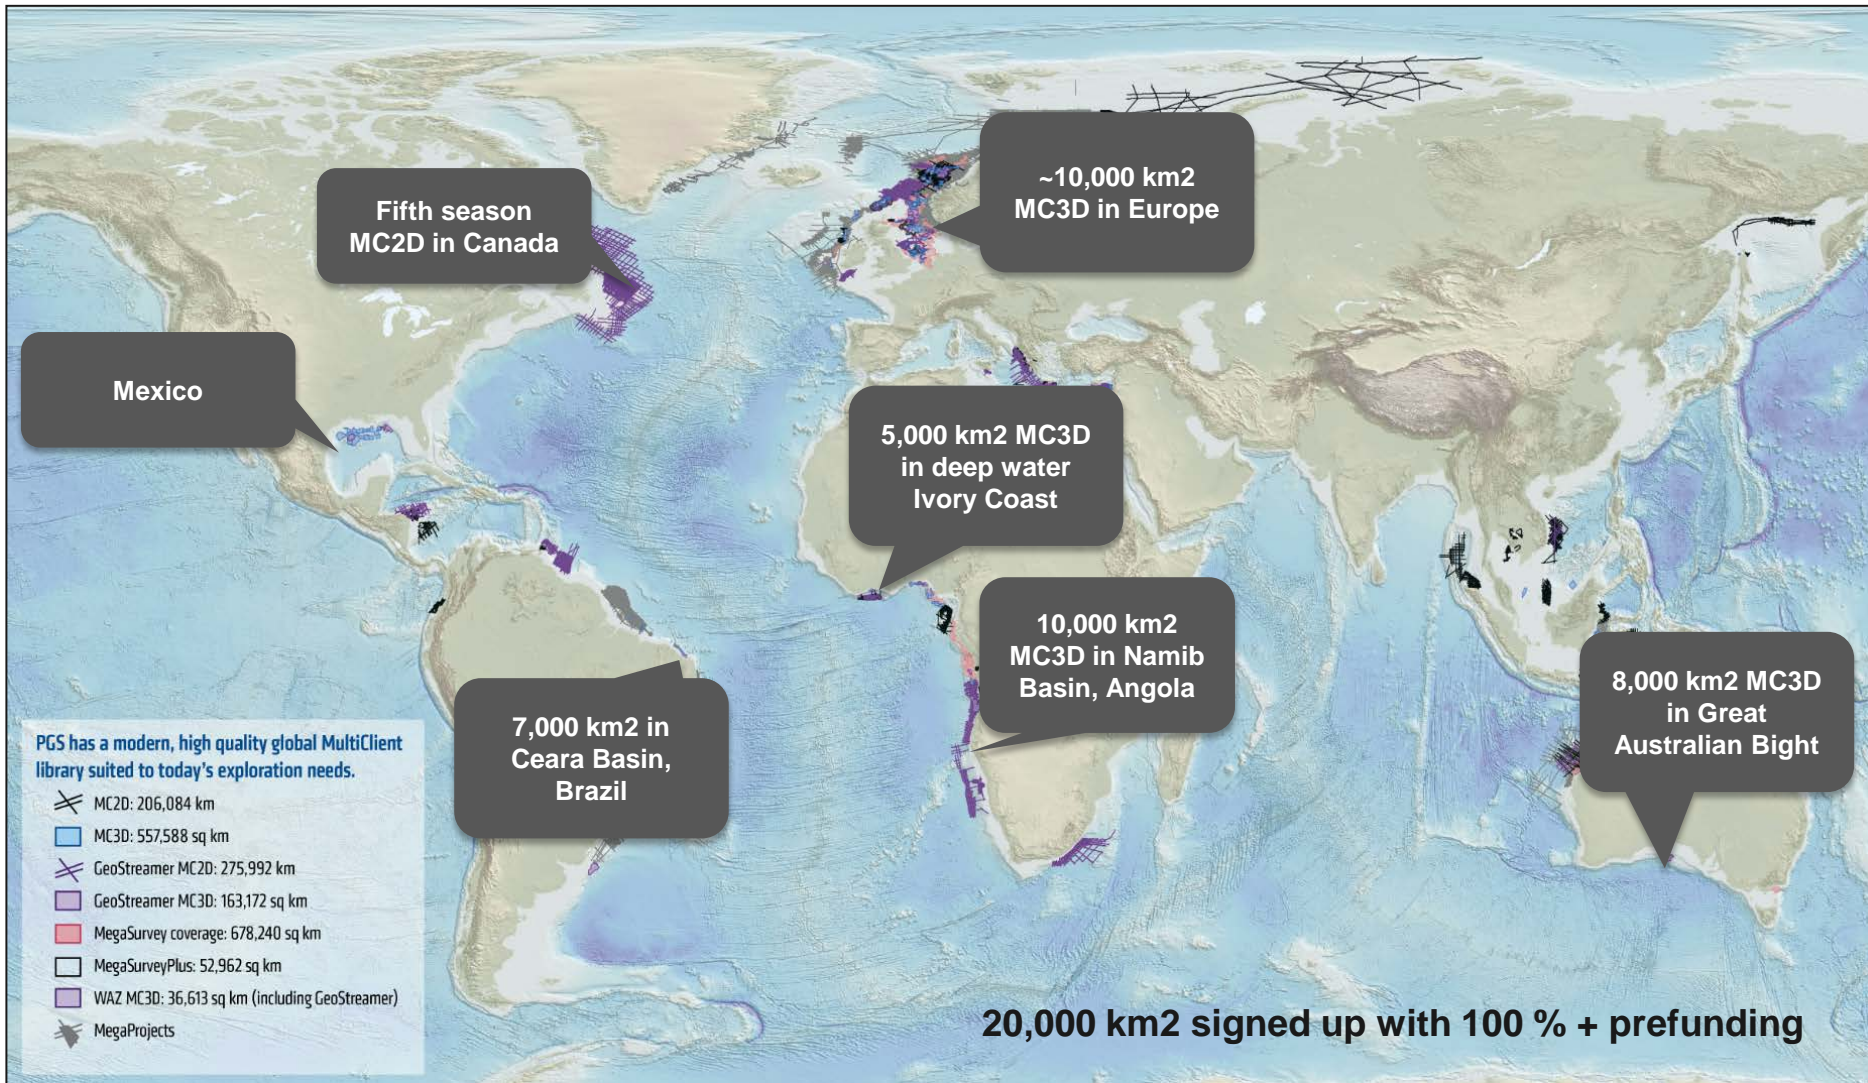 Fifth season
MC2D in Canada
~10,000 km2
MC3D in Europe
Mexico
5,000 km2 MC3D
in deep water
Ivory Coast
10,000 km2
MC3D in Namib
Basin, Angola
7,000 km2 in
Ceara Basin,
Brazil
8,000 km2 MC3D
in Great
Australian Bight
PGS has a modern, high quality global MultiClient
library suited to today's exploration needs.
MC2D: 206,084 km
MC3D: 557,588 sq km
GeoStreamer MC2D: 275,992 km
GeoStreamer MC3D: 163,172 sq km
MegaSurvey coverage: 678,240 sq km
MegaSurveyPlus: 52,962 sq km
WAZ MC3D: 36,613 sq km (including GeoStreamer)
MegaProjects
20,000 km2 signed up with 100 % + prefunding